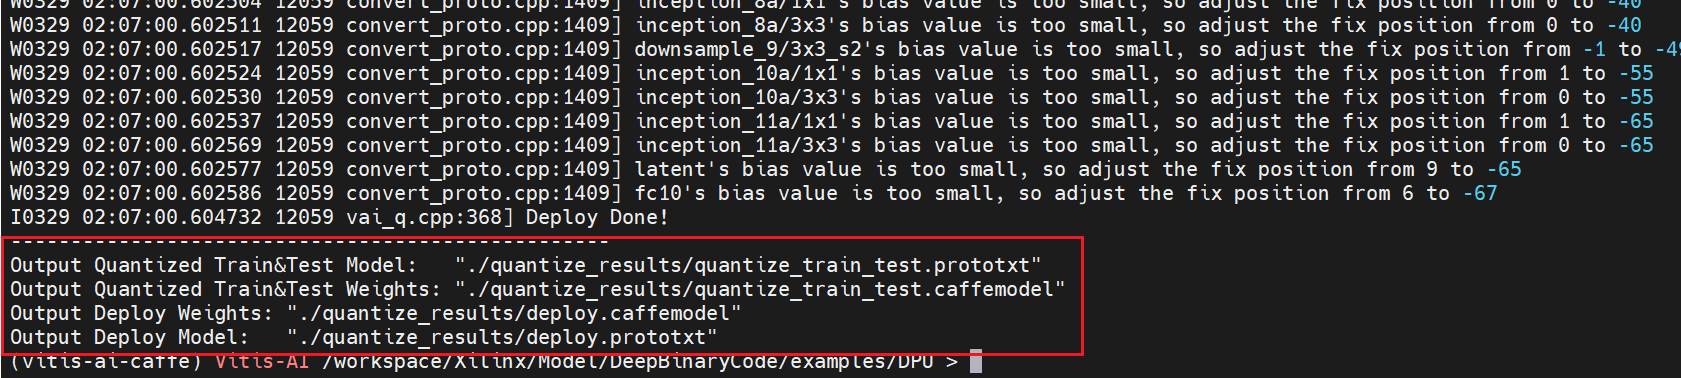 W0329 02:07:00.602504 12059 convert_proto.cpp:1409] inception_8a/1x1's bias value is too small, so adjust the fix position from 0 to -40
W0329 02:07:00.602511 12059 convert_proto.cpp:1409] inception_8a/3x3's bias value is too small, so adjust the fix position from 0 to -40
W0329 02:07:00.602517 12059 convert_proto.cpp:1409] downsample_9/3x3_s2's bias value is too small, so adjust the fix position from -1 to -49
W0329 02:07:00.602524 12059 convert_proto.cpp:1409] inception_10a/1x1's bias value is too small, so adjust the fix position from 1 to -55
W0329 02:07:00.602530 12059 convert_proto.cpp:1409] inception_10a/3x3's bias value is too small, so adjust the fix position from 0 to -55
W0329 02:07:00.602537 12059 convert_proto.cpp:1409] inception_11a/1x1's bias value is too small, so adjust the fix position from 1 to -65
W0329 02:07:00.602569 12059 convert_proto.cpp:1409] inception_11a/3x3's bias value is too small, so adjust the fix position from 0 to -65
W0329 02:07:00.602577 12059 convert_proto.cpp:1409] latent's bias value is too small, so adjust the fix position from 9 to -65
W0329 02:07:00.602586 12059 convert_proto.cpp:1409] fc10's bias value is too small, so adjust the fix position from 6 to -67
I0329 02:07:00.604732 12059 vai_q.cpp:368] Deploy Done!
--------------------------------------------------
Output Quantized Train&Test Model:   "./quantize_results/quantize_train_test.prototxt"
Output Quantized Train&Test Weights: "./quantize_results/quantize_train_test.caffemodel"
Output Deploy Weights: "./quantize_results/deploy.caffemodel"
Output Deploy Model:   "./quantize_results/deploy.prototxt"
(vitis-ai-caffe) Vitis-AI /workspace/Xilinx/Model/DeepBinaryCode/examples/DPU >